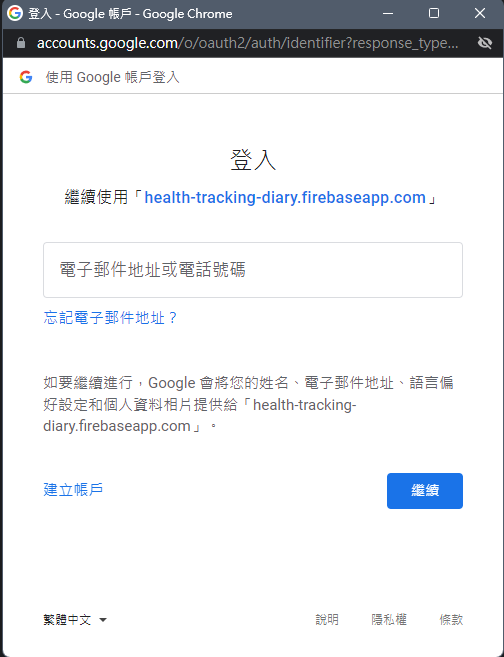 登入 - Google 帳戶 - Google Chrome
accounts.google.com/o/oauth2/auth/identifier?response_type...
使用 Google 帳戶登入
登入
繼續使用「health-tracking-diary.firebaseapp.com」
電子郵件地址或電話號碼
忘記電子郵件地址？
如要繼續進行，Google 會將您的姓名、電子郵件地址、語言偏
好設定和個人資料相片提供給「health-tracking-
diary.firebaseapp.com」。
建立帳戶
繼續
繁體中文
說明
隱私權
條款